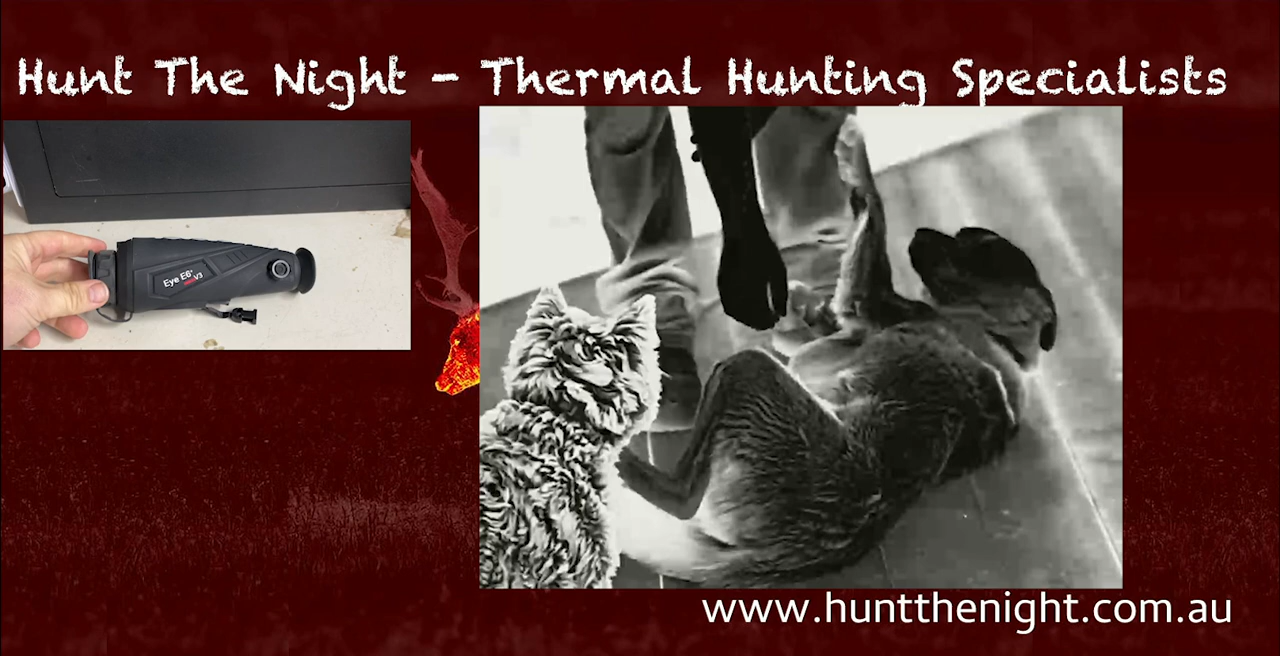 Hunt The Night - Thermal Hunting Specialists
Eye E6+ V3
www.huntthenight.com.au